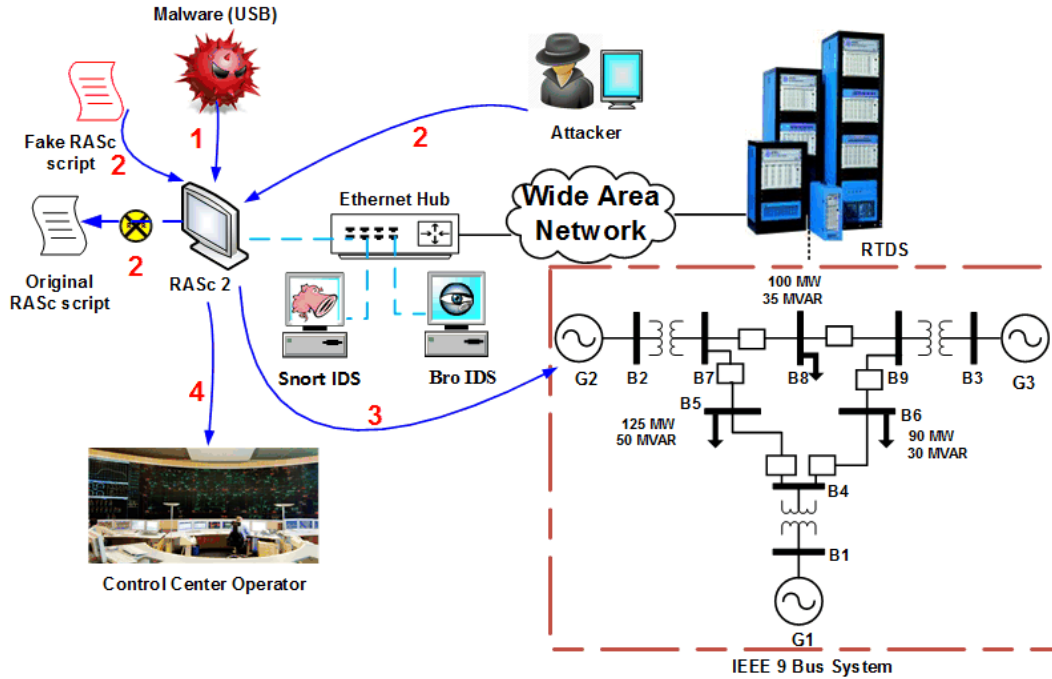 Malware (USB)
Fake RASc
script
2
1
2
Attacker
Original
RASc script
2
RASc 2
Ethernet Hub
Wide Area
Network
RTDS
Snort IDS
Bro IDS
3
4
Control Center Operator
100 MW
35 MVAR
G2
B2
B7
B8
B9
B3
G3
B5
125 MW
50 MVAR
B6
90 MW
30 MVAR
B4
B1
G1
IEEE 9 Bus System